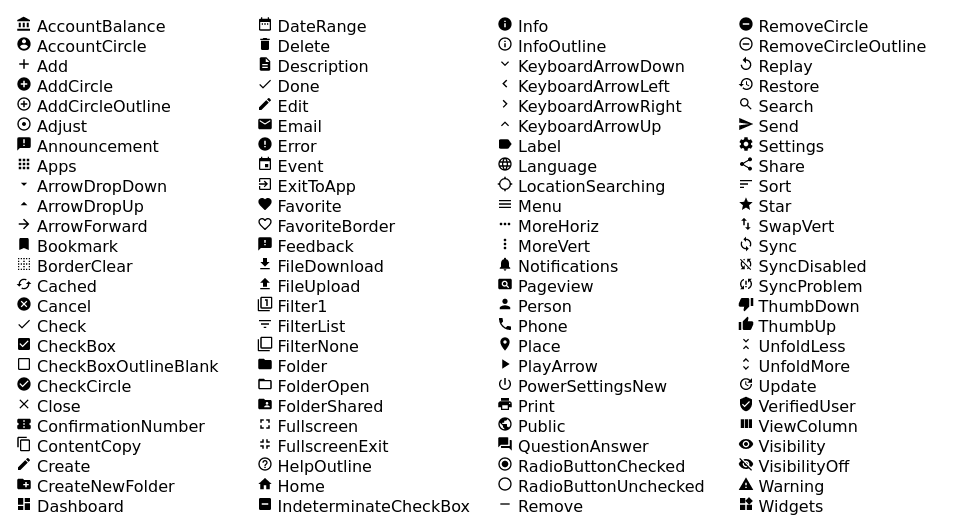 AccountBalance
AccountCircle
Add
AddCircle
AddCircleOutline
Adjust
Announcement
Apps
ArrowDropDown
ArrowDropUp
ArrowForward
Bookmark
BorderClear
Cached
Cancel
Check
CheckBox
CheckBoxOutlineBlank
CheckCircle
Close
ConfirmationNumber
ContentCopy
Create
CreateNewFolder
Dashboard
DateRange
Delete
Description
Done
Edit
Email
Error
Event
ExitToApp
Favorite
FavoriteBorder
Feedback
FileDownload
FileUpload
Filter1
FilterList
FilterNone
Folder
FolderOpen
FolderShared
Fullscreen
FullscreenExit
HelpOutline
Home
IndeterminateCheckBox
Info
InfoOutline
KeyboardArrowDown
KeyboardArrowLeft
KeyboardArrowRight
KeyboardArrowUp
Label
Language
LocationSearching
Menu
MoreHoriz
MoreVert
Notifications
Pageview
Person
Phone
Place
PlayArrow
PowerSettingsNew
Print
Public
QuestionAnswer
RadioButtonChecked
RadioButtonUnchecked
Remove
RemoveCircle
RemoveCircleOutline
Replay
Restore
Search
Send
Settings
Share
Sort
Star
SwapVert
Sync
SyncDisabled
SyncProblem
ThumbDown
ThumbUp
UnfoldLess
UnfoldMore
Update
VerifiedUser
ViewColumn
Visibility
VisibilityOff
Warning
Widgets